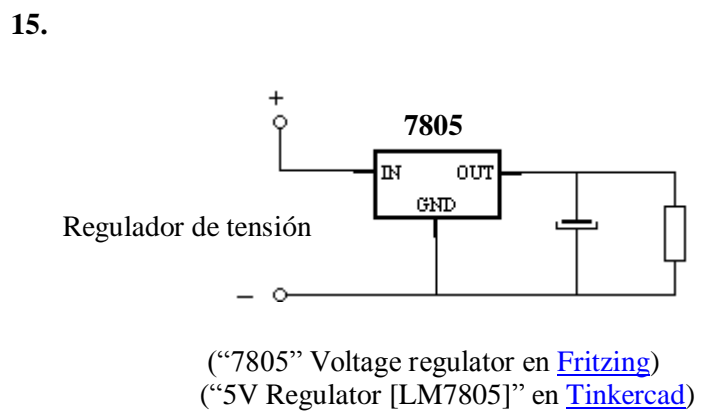 15.
+
7805
IN OUT
GND
Regulador de tensión
–
(“7805” Voltage regulator en Fritzing)
(“5V Regulator [LM7805]” en Tinkercad)